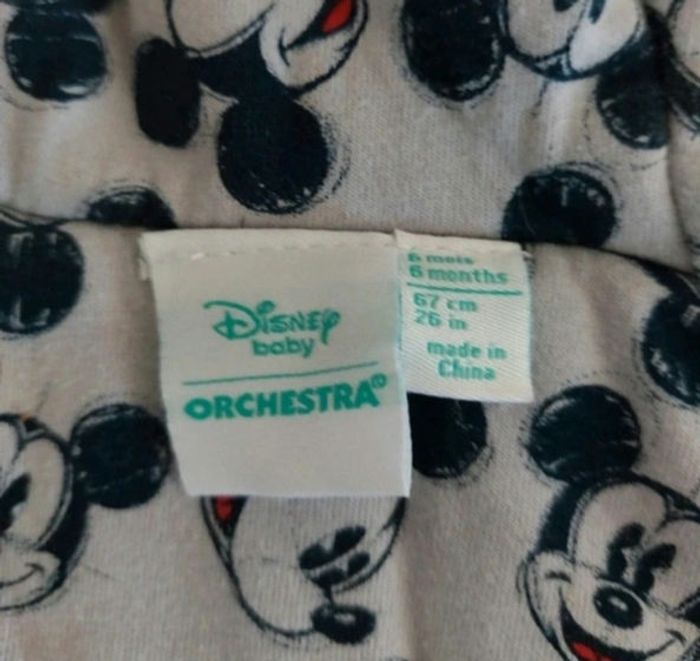 Disney
baby
ORCHESTRA®
6 mois
6 months
67 cm
26 in
made in
China